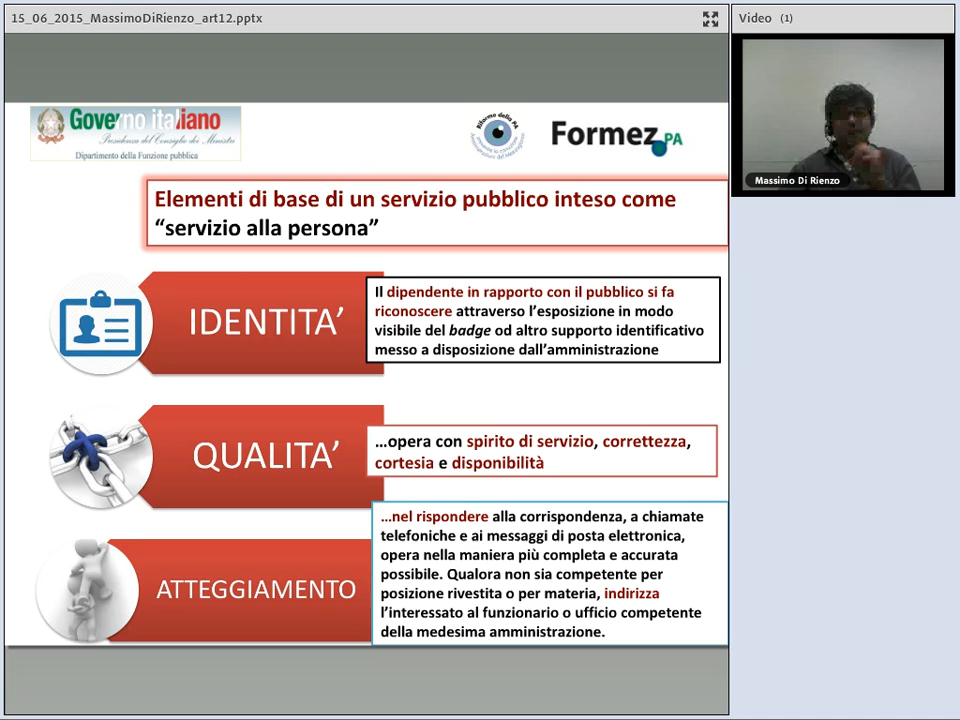 15_06_2015_MassimoDiRienzo_art12.pptx
Video (1)
Massimo Di Rienzo
Governo italiano
Presidenza del Consiglio dei Ministri
Dipartimento della Funzione pubblica
Riforme della PA
Formez PA
Elementi di base di un servizio pubblico inteso come
“servizio alla persona”
IDENTITA’
Il dipendente in rapporto con il pubblico si fa
riconoscere attraverso l’esposizione in modo
visibile del badge od altro supporto identificativo
messo a disposizione dall’amministrazione
QUALITA’
…opera con spirito di servizio, correttezza,
cortesia e disponibilità
ATTEGGIAMENTO
…nel rispondere alla corrispondenza, a chiamate
telefoniche e ai messaggi di posta elettronica,
opera nella maniera più completa e accurata
possibile. Qualora non sia competente per
posizione rivestita o per materia, indirizza
l’interessato al funzionario o ufficio competente
della medesima amministrazione.